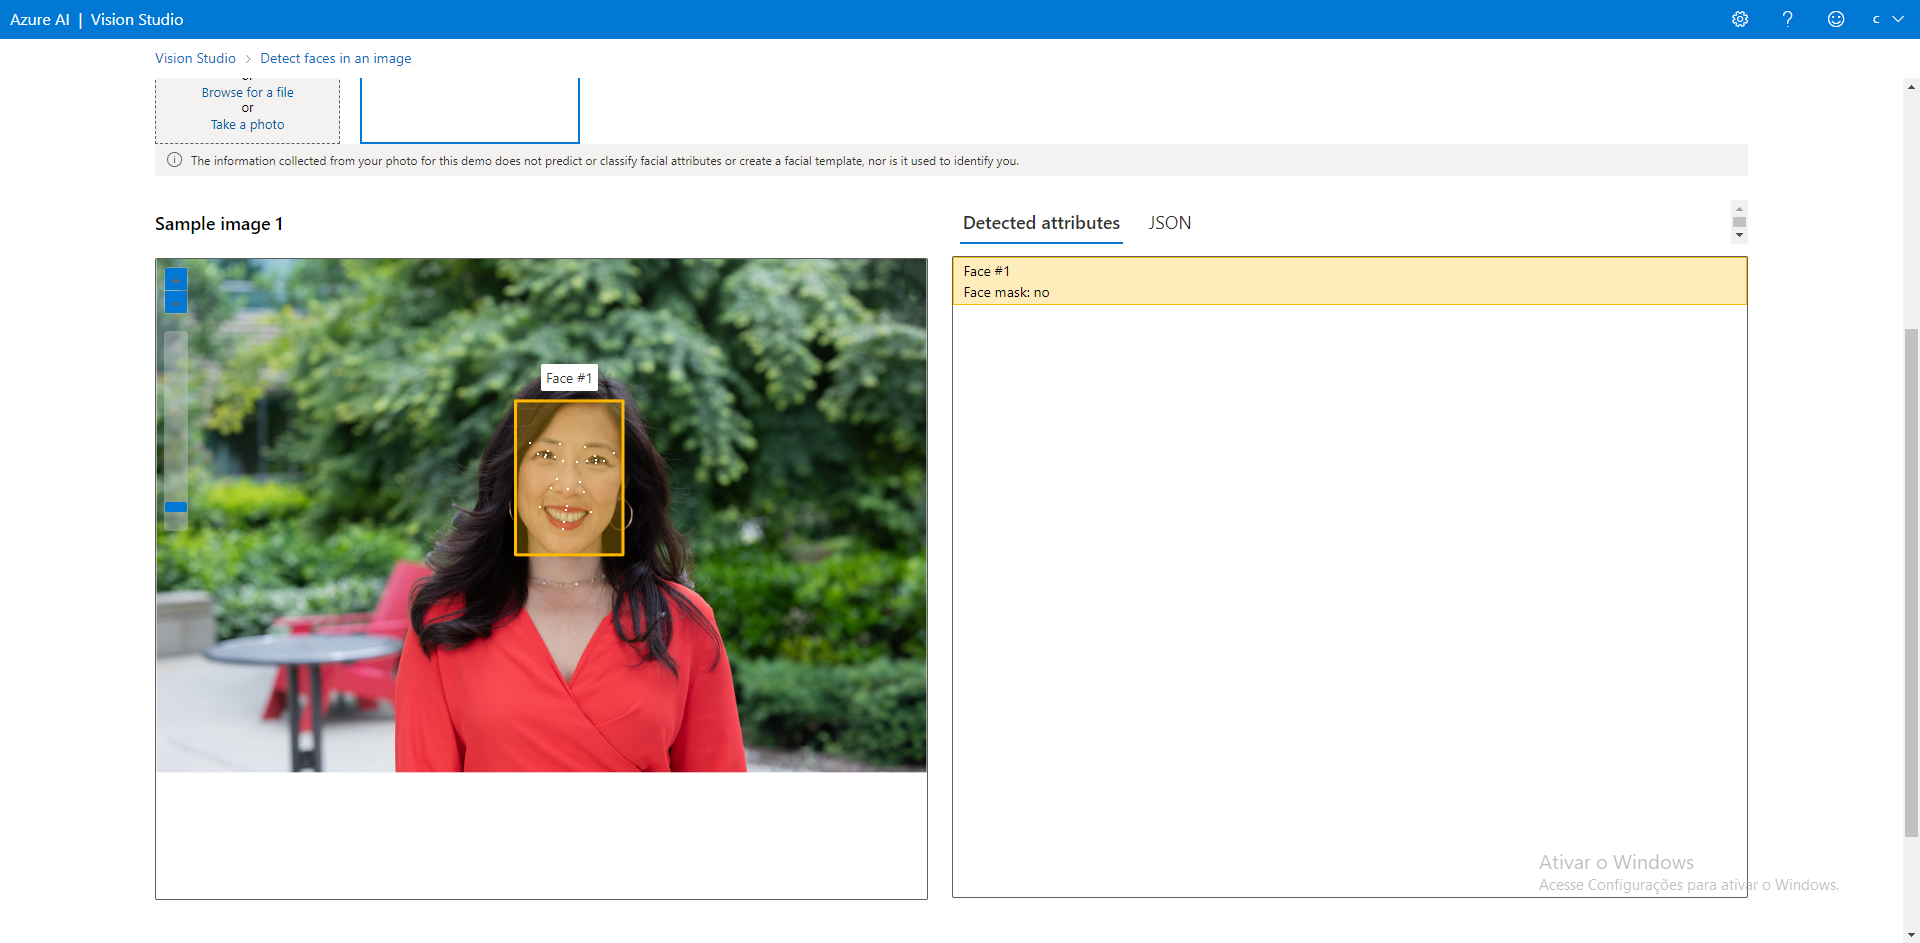 Azure AI | Vision Studio
c
Vision Studio > Detect faces in an image
Browse for a file
or
Take a photo
The information collected from your photo for this demo does not predict or classify facial attributes or create a facial template, nor is it used to identify you.
Sample image 1
Detected attributes
JSON
Face #1
Face #1
Face mask: no
Ativar o Windows
Acesse Configurações para ativar o Windows.